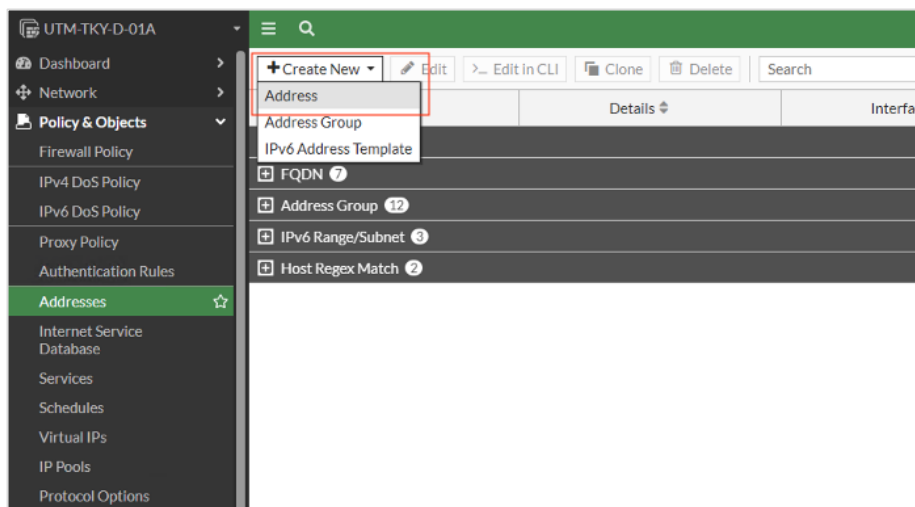 UTM-TKY-D-01A
Dashboard
Network
Policy & Objects
Firewall Policy
IPv4 DoS Policy
IPv6 DoS Policy
Proxy Policy
Authentication Rules
Addresses
Internet Service
Database
Services
Schedules
Virtual IPs
IP Pools
Protocol Options
+Create New
Edit
>_ Edit in CLI
Clone
Delete
Search
Address
Address Group
IPv6 Address Template
Details
Interfa
FQDN 7
Address Group 12
IPv6 Range/Subnet 3
Host Regex Match 2